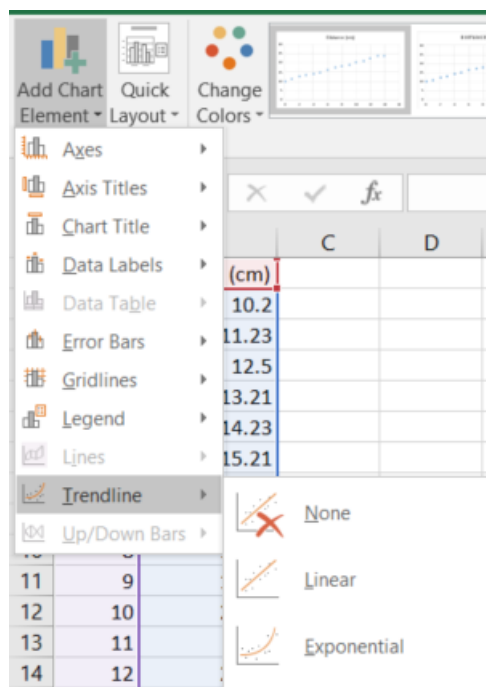 Add Chart Element
Quick Layout
Change Colors
Axes
Axis Titles
Chart Title
Data Labels
Data Table
Error Bars
Gridlines
Legend
Lines
Trendline
Up/Down Bars
None
Linear
Exponential
fx
C D
(cm)
10.2
11.23
12.5
13.21
14.23
15.21
11 9
12 10
13 11
14 12